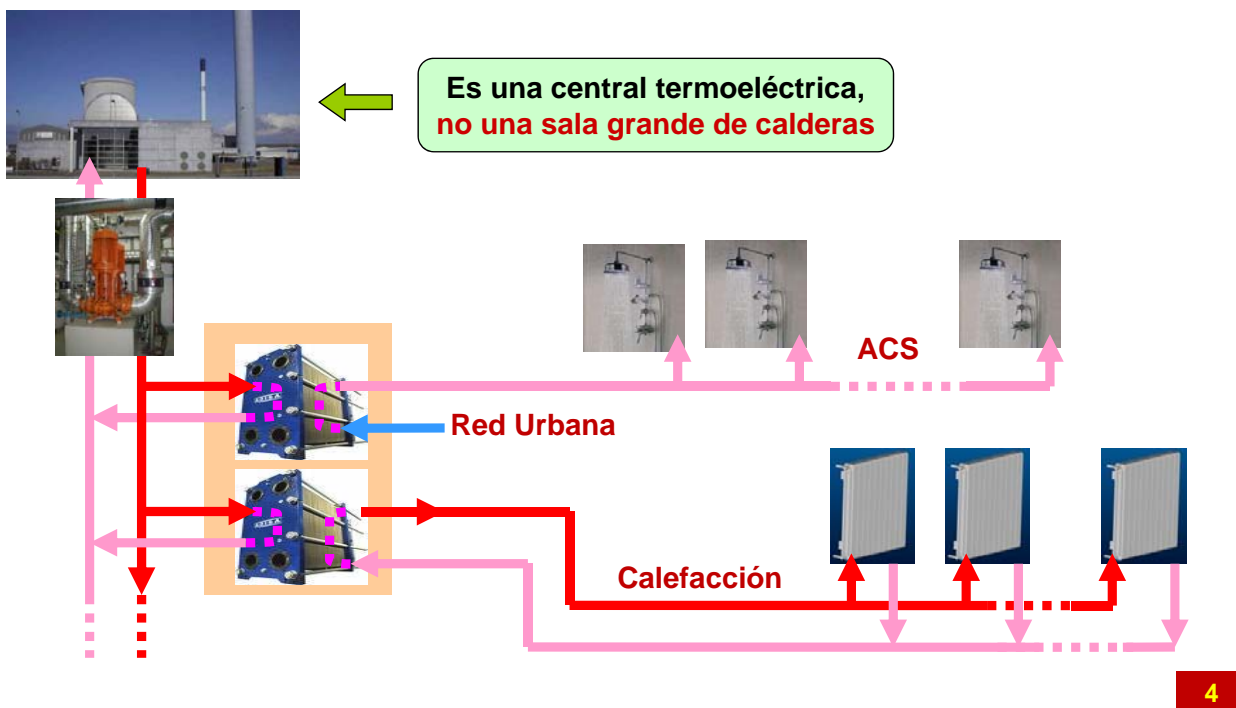 Es una central termoeléctrica,
no una sala grande de calderas
ACS
Red Urbana
Calefacción
4